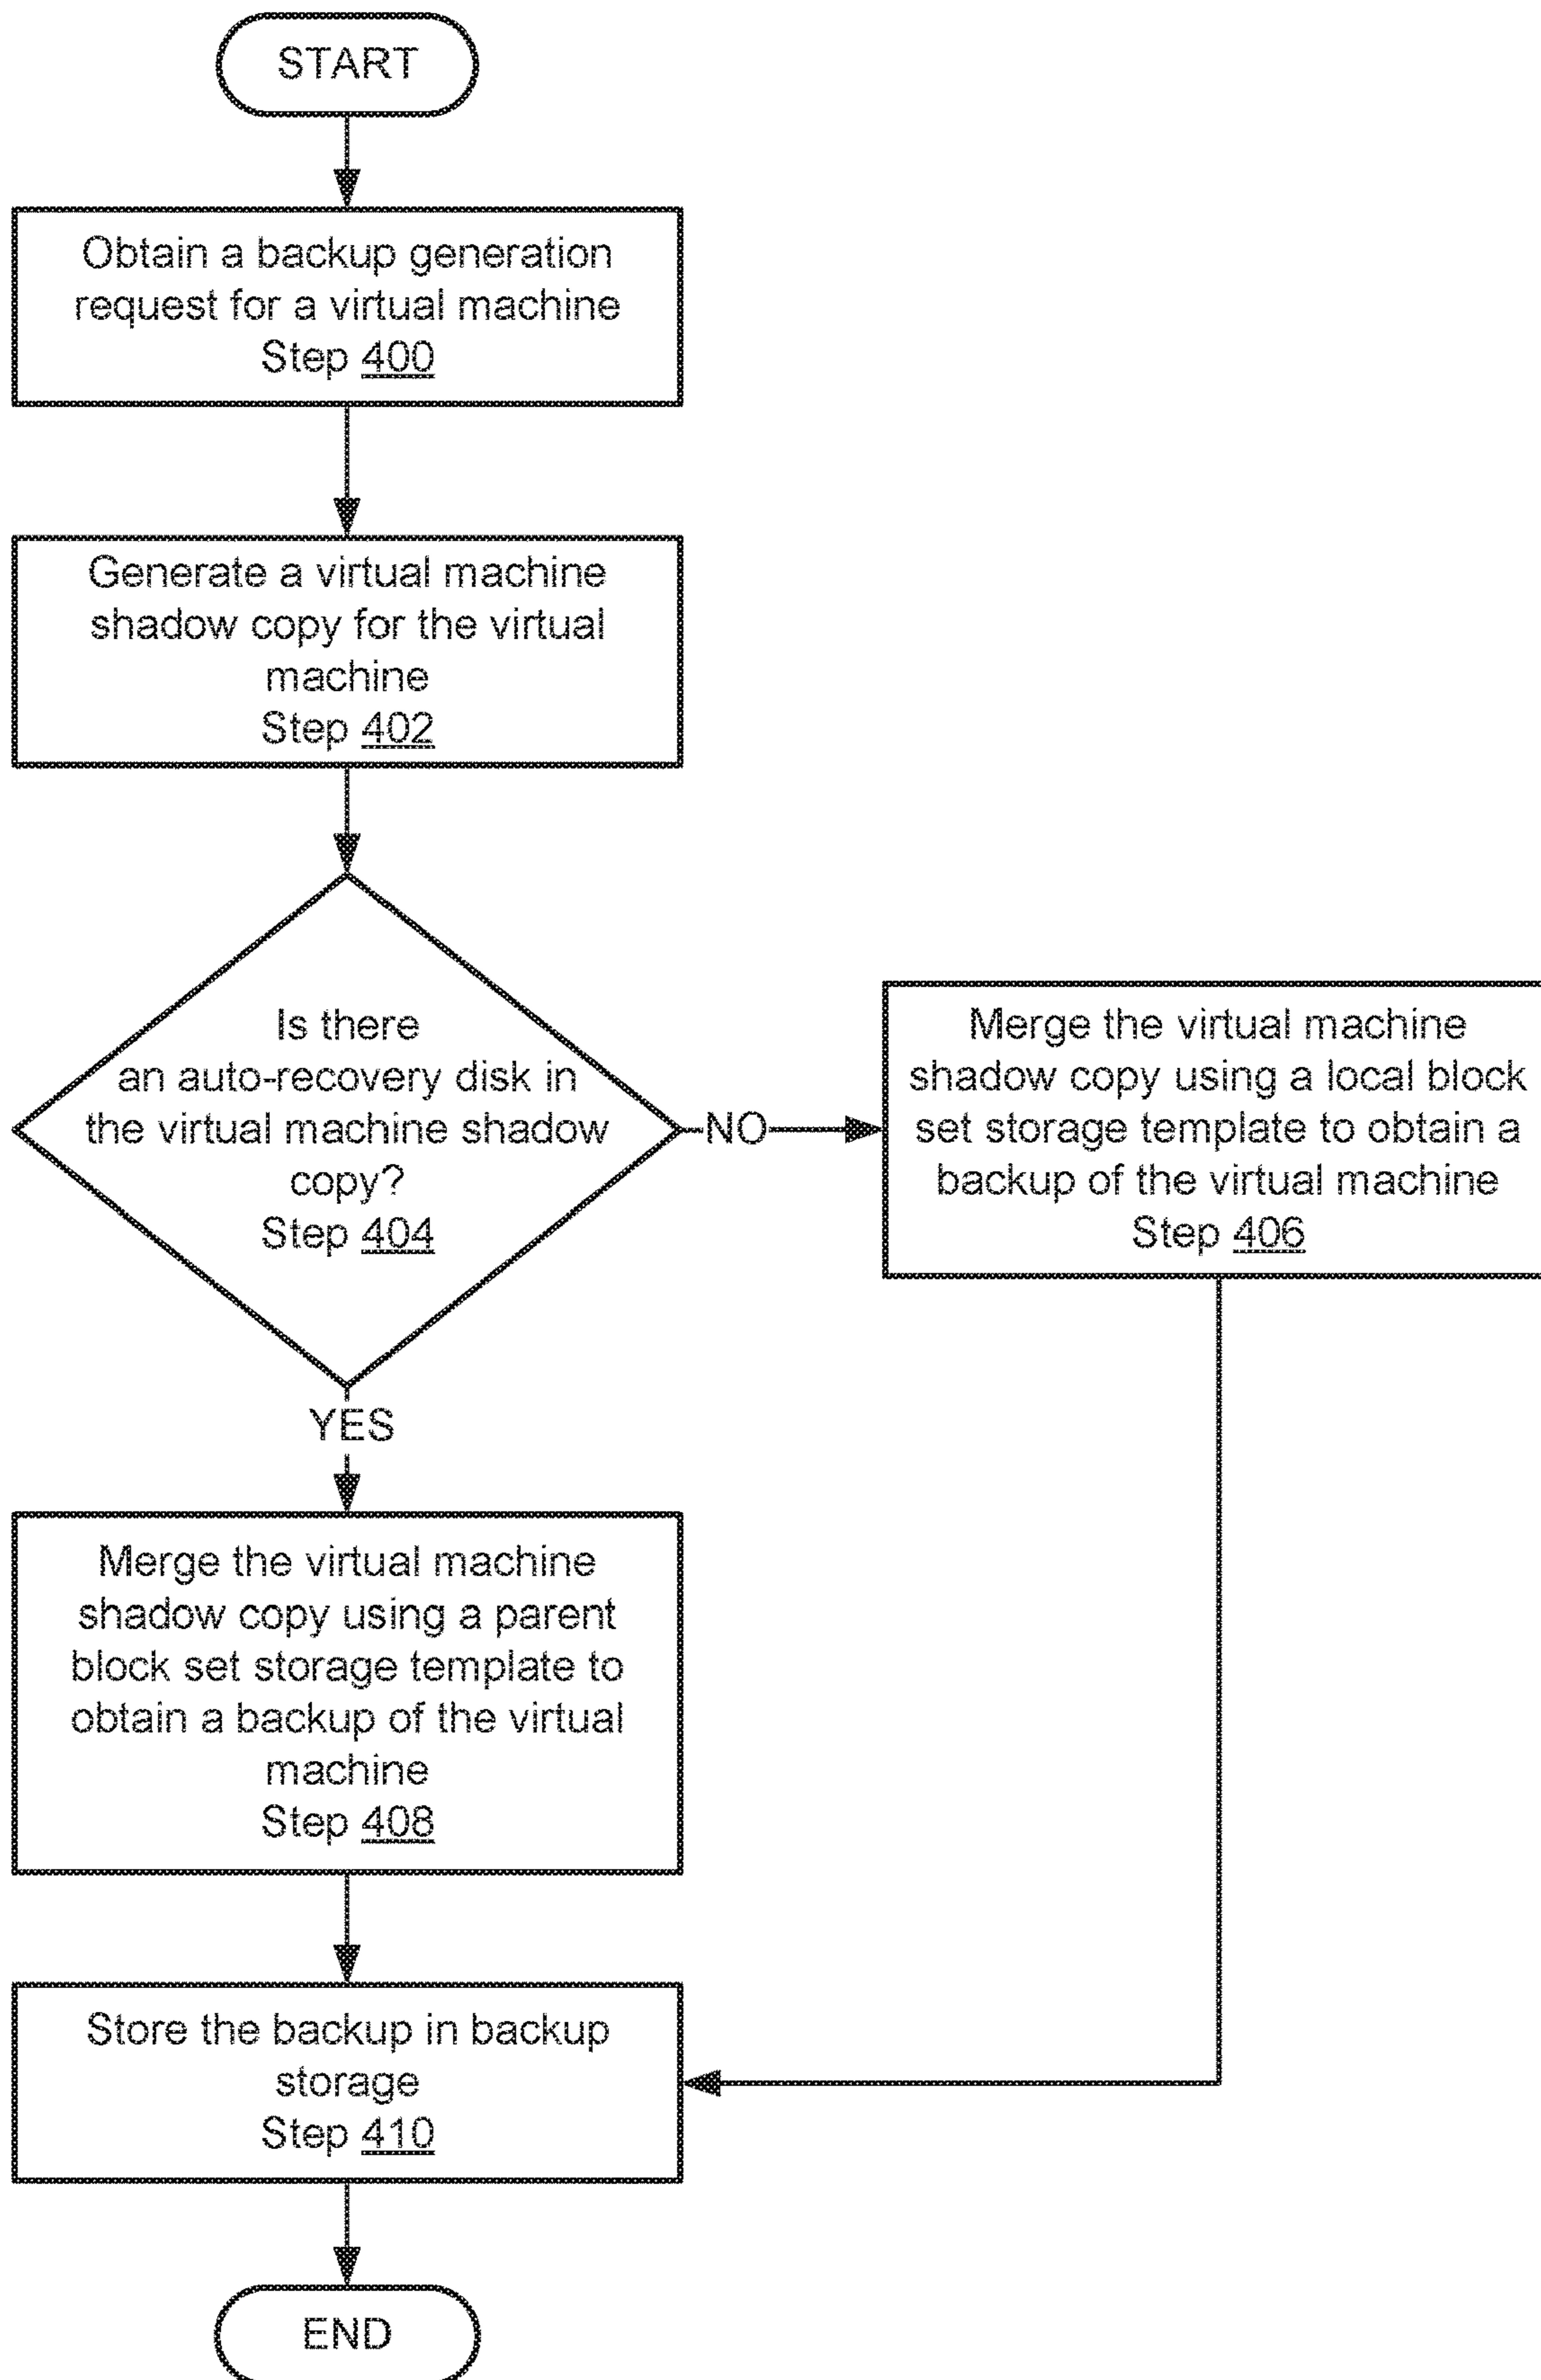 START
Obtain a backup generation
request for a virtual machine
Step 400
Generate a virtual machine
shadow copy for the virtual
machine
Step 402
Is there
an auto-recovery disk in
the virtual machine shadow
copy?
Step 404
NO
Merge the virtual machine
shadow copy using a local block
set storage template to obtain a
backup of the virtual machine
Step 406
YES
Merge the virtual machine
shadow copy using a parent
block set storage template to
obtain a backup of the virtual
machine
Step 408
Store the backup in backup
storage
Step 410
END